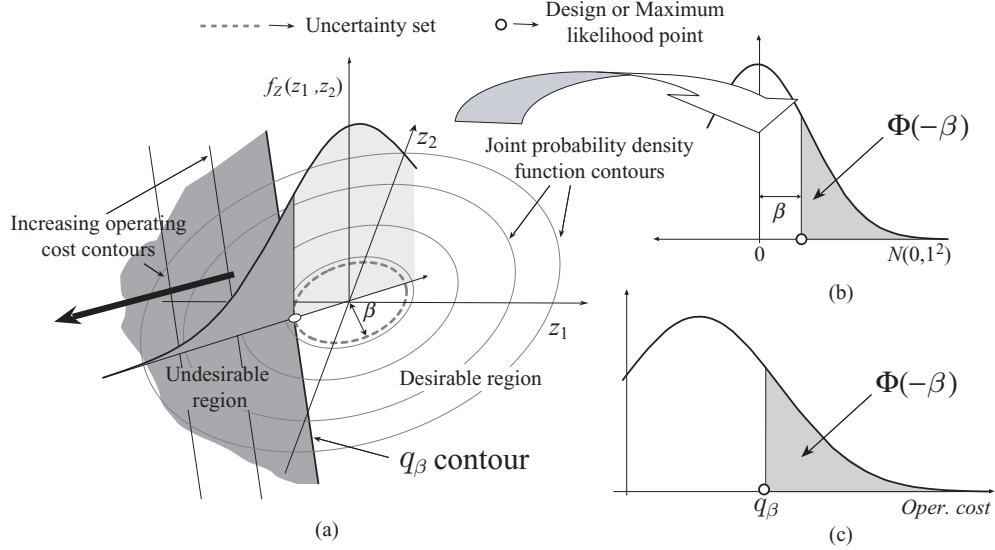 Uncertainty set
Design or Maximum
likelihood point
f_Z(z_1 ,z_2)
z_2
Joint probability density
function contours
Φ(−β)
Increasing operating
cost contours
β
0
N(0,1²)
(b)
β
z_1
Undesirable
region
Desirable region
Φ(−β)
q_β contour
q_β
Oper. cost
(a)
(c)